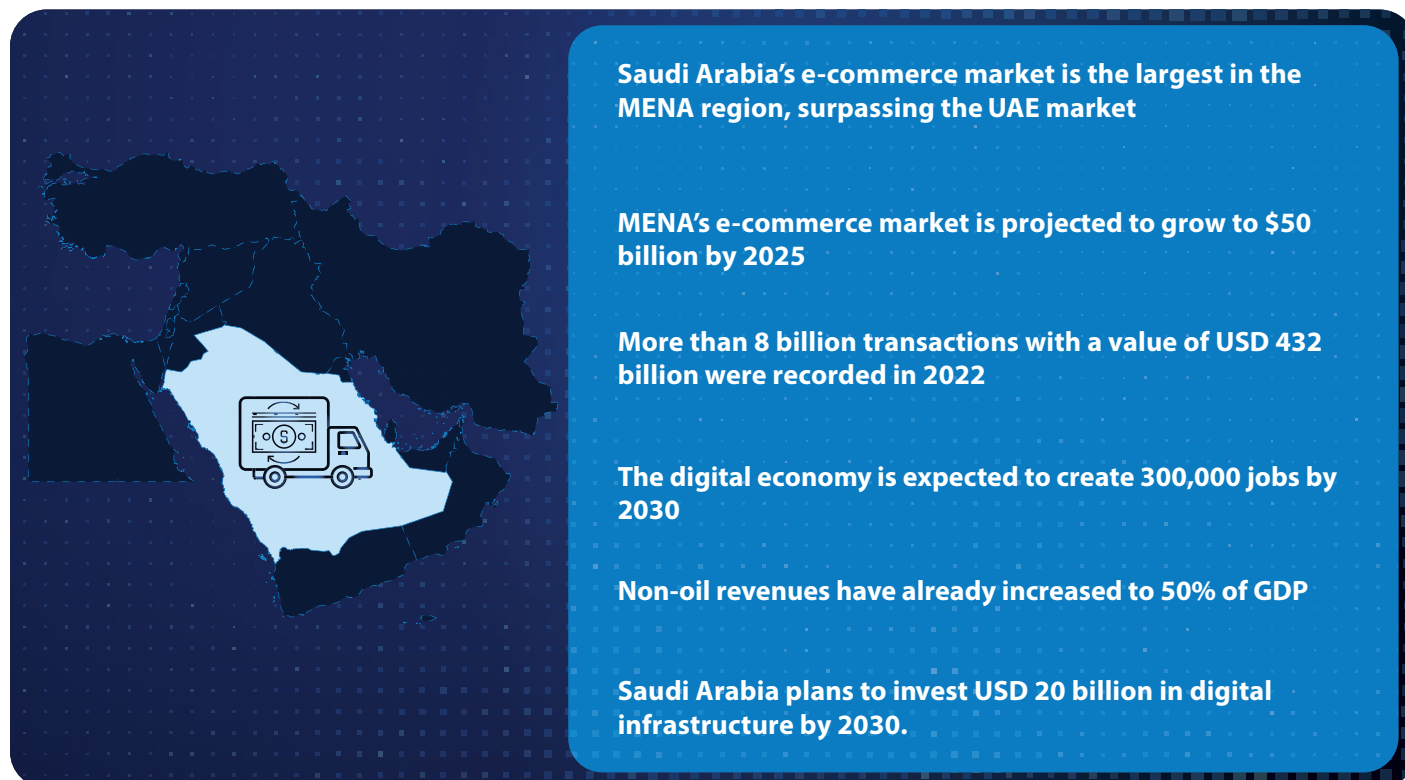 Saudi Arabia’s e-commerce market is the largest in the
MENA region, surpassing the UAE market
MENA’s e-commerce market is projected to grow to $50
billion by 2025
More than 8 billion transactions with a value of USD 432
billion were recorded in 2022
The digital economy is expected to create 300,000 jobs by
2030
Non-oil revenues have already increased to 50% of GDP
Saudi Arabia plans to invest USD 20 billion in digital
infrastructure by 2030.